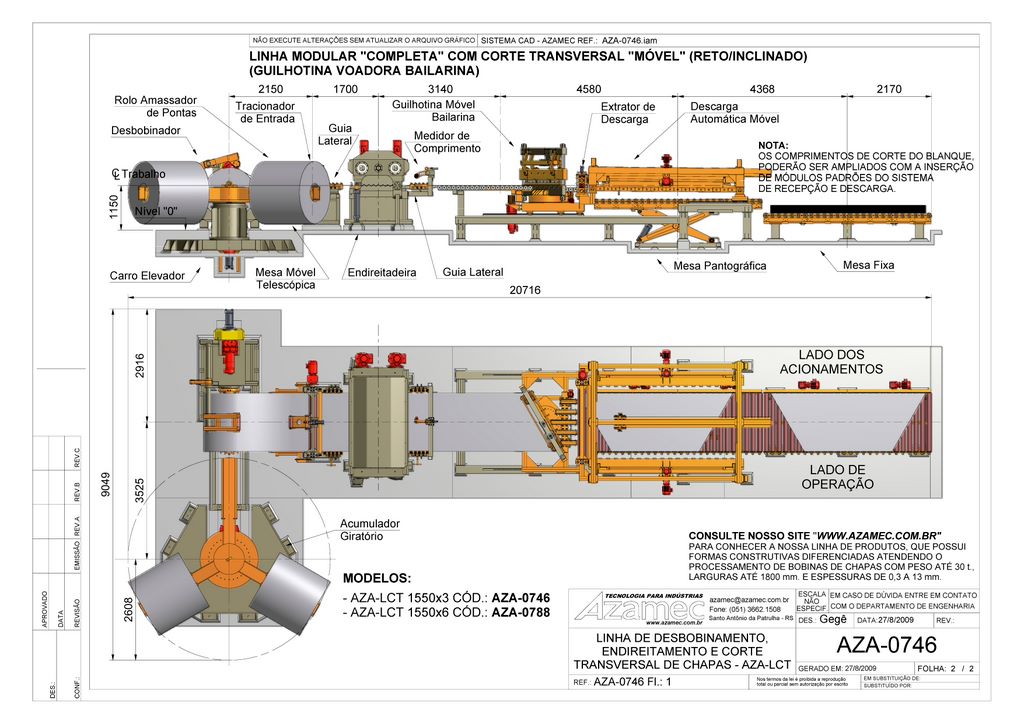 NÃO EXECUTE ALTERAÇÕES SEM ATUALIZAR O ARQUIVO GRÁFICO SISTEMA CAD - AZAMEC REF.: AZA-0746.iam
LINHA MODULAR "COMPLETA" COM CORTE TRANSVERSAL "MÓVEL" (RETO/INCLINADO)
(GUILHOTINA VOADORA BAILARINA)
2150 1700 3140 4580 4368 2170
Rolo Amassador
de Pontas
Tracionador
de Entrada
Guilhotina Móvel
Bailarina
Extrator de
Descarga
Descarga
Automática Móvel
Desbobinador
Guia
Lateral
Medidor de
Comprimento
NOTA:
OS COMPRIMENTOS DE CORTE DO BLANQUE,
PODERÃO SER AMPLIADOS COM A INSERÇÃO
DE MÓDULOS PADRÕES DO SISTEMA
DE RECEPÇÃO E DESCARGA.
Trabalho
1150
Nível "0"
Carro Elevador
Mesa Móvel
Telescópica
Endireitadeira
Guia Lateral
Mesa Pantográfica
Mesa Fixa
20716
LADO DOS
ACIONAMENTOS
2916
9049
3525
LADO DE
OPERAÇÃO
2608
Acumulador
Giratório
CONSULTE NOSSO SITE "WWW.AZAMEC.COM.BR"
PARA CONHECER A NOSSA LINHA DE PRODUTOS, QUE POSSUI
FORMAS CONSTRUTIVAS DIFERENCIADAS ATENDENDO O
PROCESSAMENTO DE BOBINAS DE CHAPAS COM PESO ATÉ 30 t.,
LARGURAS ATÉ 1800 mm. E ESPESSURAS DE 0,3 A 13 mm.
MODELOS:
- AZA-LCT 1550x3 CÓD.: AZA-0746
- AZA-LCT 1550x6 CÓD.: AZA-0788
TECNOLOGIA PARA INDÚSTRIAS
Azamec
www.azamec.com.br
azamec@azamec.com.br
Fone: (051) 3662.1508
Santo Antônio da Patrulha - RS
ESCALA
NÃO
ESPECIF.
EM CASO DE DÚVIDA ENTRE EM CONTATO
COM O DEPARTAMENTO DE ENGENHARIA
DES.: Gegê DATA: 27/8/2009 REV.:
LINHA DE DESBOBINAMENTO,
ENDIREITAMENTO E CORTE
TRANSVERSAL DE CHAPAS - AZA-LCT
AZA-0746
GERADO EM: 27/8/2009 FOLHA: 2 / 2
REF.: AZA-0746 Fl.: 1
Nos termos da lei é proibida a reprodução
total ou parcial sem autorização por escrito
EM SUBSTITUIÇÃO DE:
SUBSTITUÍDO POR:
REV.C
REV.B
REV.A
EMISSÃO
REVISÃO
APROVADO
DATA
DES.:
CONF.: